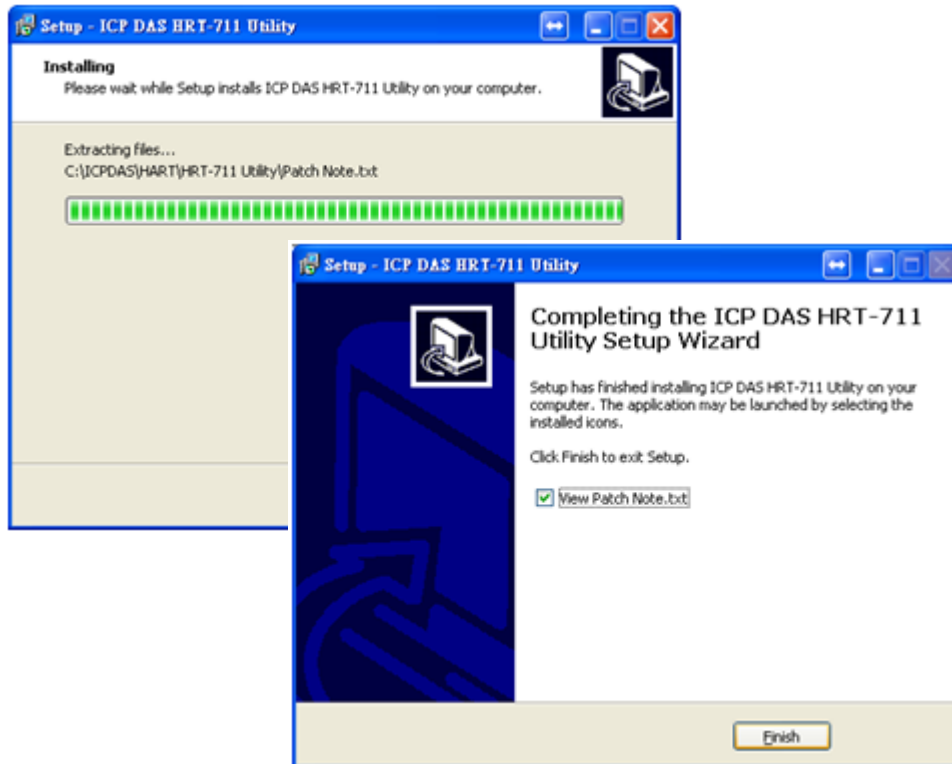 Setup - ICP DAS HRT-711 Utility
Installing
Please wait while Setup installs ICP DAS HRT-711 Utility on your computer.
Extracting files...
C:\ICPDAS\HART\HRT-711 Utility\Patch Note.txt
Setup - ICP DAS HRT-711 Utility
Completing the ICP DAS HRT-711
Utility Setup Wizard
Setup has finished installing ICP DAS HRT-711 Utility on your
computer. The application may be launched by selecting the
installed icons.
Click Finish to exit Setup.
View Patch Note.txt
Finish